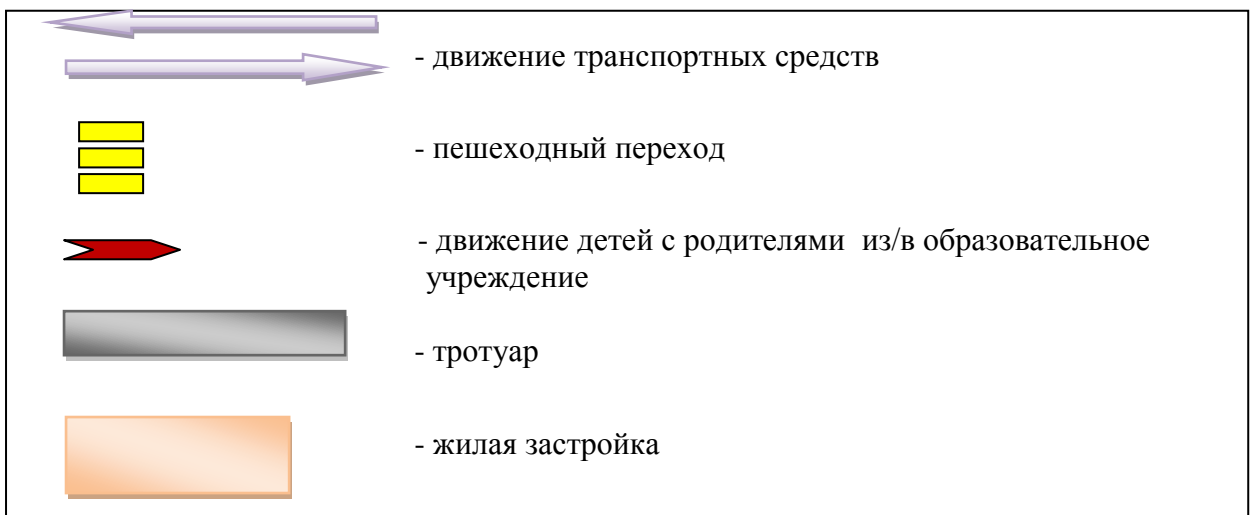 - движение транспортных средств
- пешеходный переход
- движение детей с родителями из/в образовательное
учреждение
- тротуар
- жилая застройка